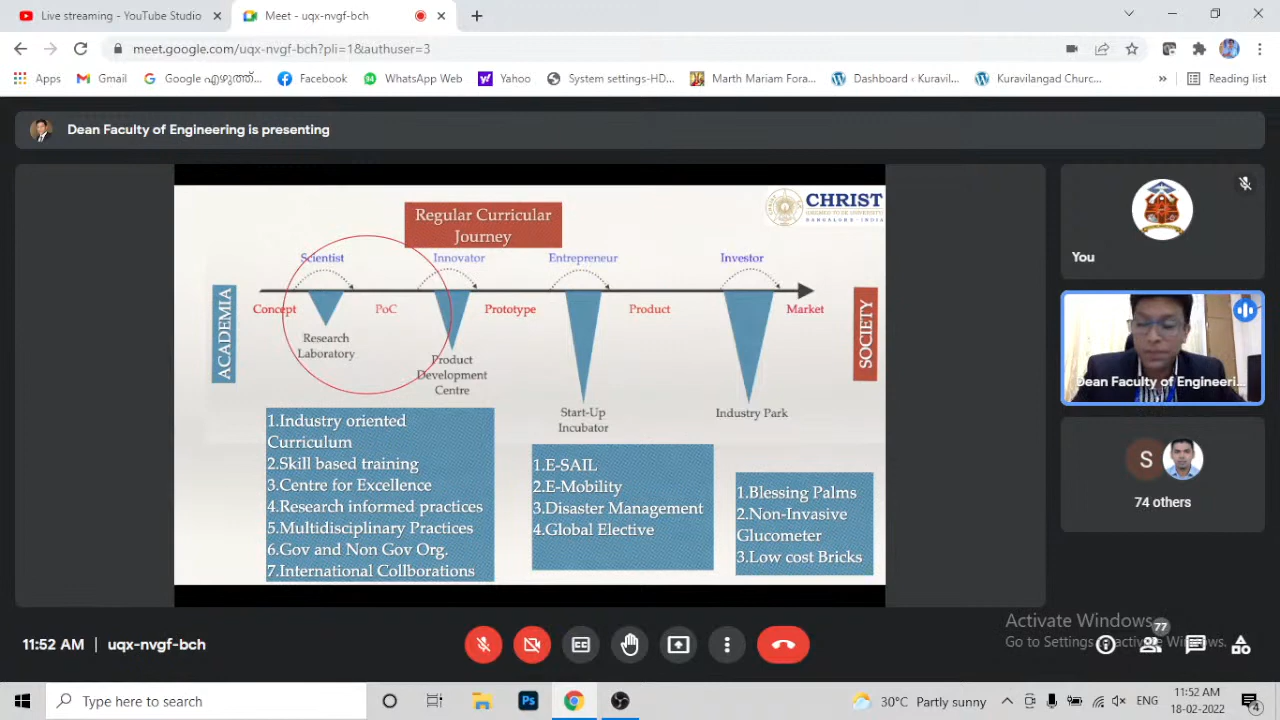 Live streaming - YouTube Studio
Meet - uqx-nvgf-bch
meet.google.com/uqx-nvgf-bch?pli=1&authuser=3
Apps
Gmail
Google എഴുത്ത്...
Facebook
WhatsApp Web
Yahoo
System settings-HD...
Marth Mariam Fora...
Dashboard ‹ Kuravil...
Kuravilangad Churc...
»
Reading list
Dean Faculty of Engineering is presenting
CHRIST
(DEEMED TO BE UNIVERSITY)
BANGALORE · INDIA
Regular Curricular
Journey
Scientist
Innovator
Entrepreneur
Investor
Concept
PoC
Prototype
Product
Market
ACADEMIA
SOCIETY
Research
Laboratory
Product
Development
Centre
Start-Up
Incubator
Industry Park
1.Industry oriented
Curriculum
2.Skill based training
3.Centre for Excellence
4.Research informed practices
5.Multidisciplinary Practices
6.Gov and Non Gov Org.
7.International Collborations
1.E-SAIL
2.E-Mobility
3.Disaster Management
4.Global Elective
1.Blessing Palms
2.Non-Invasive
Glucometer
3.Low cost Bricks
You
Dean Faculty of Engineeri...
S
74 others
11:52 AM | uqx-nvgf-bch
Activate Windows
Go to Settings to activate Windows.
77
Type here to search
Ps
30°C Partly sunny
ENG
11:52 AM
18-02-2022
4